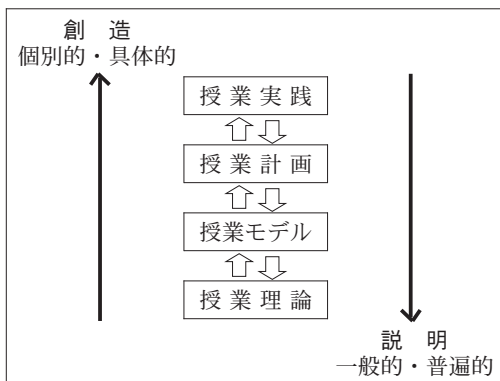 創　造
個別的・具体的
授 業 実 践
授 業 計 画
授業モデル
授 業 理 論
説　明
一般的・普遍的